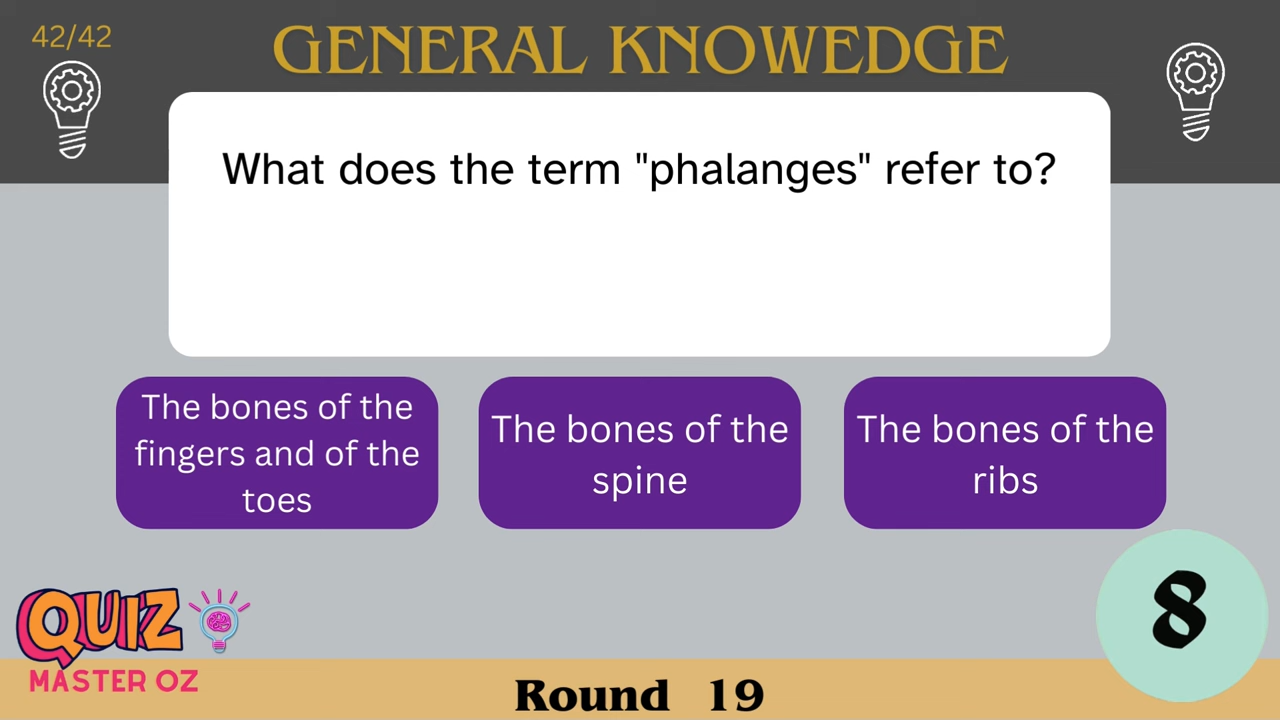 42/42
GENERAL KNOWEDGE
What does the term "phalanges" refer to?
The bones of the
fingers and of the
toes
The bones of the
spine
The bones of the
ribs
8
QUIZ
MASTER OZ
Round 19